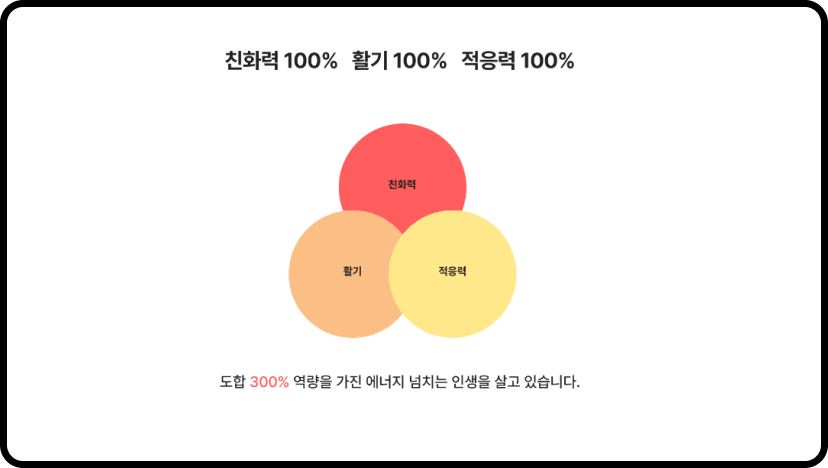 친화력 100% 활기 100% 적응력 100%
친화력
활기 적응력
도합 300% 역량을 가진 에너지 넘치는 인생을 살고 있습니다.